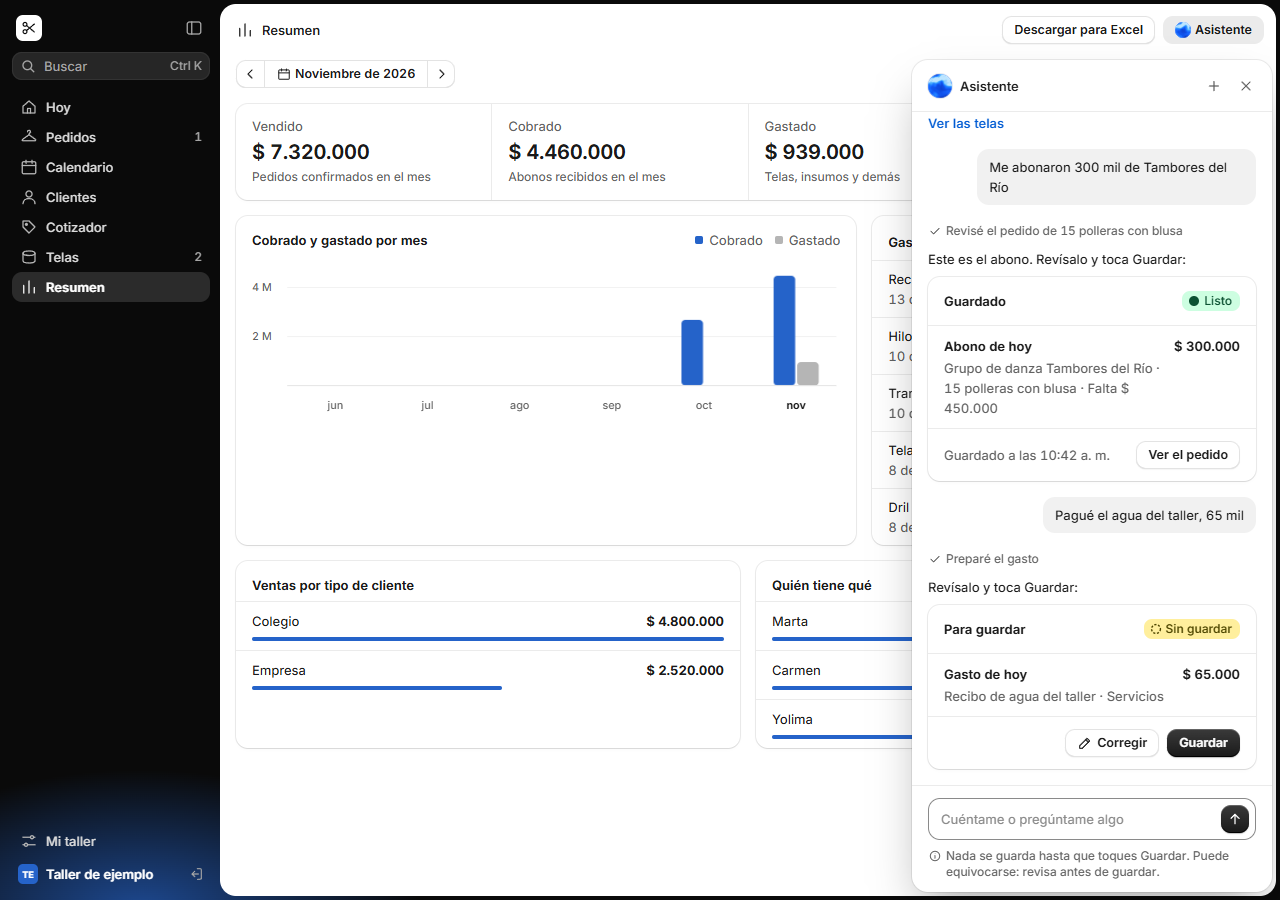 Buscar
Ctrl K
Hoy
Pedidos
1
Calendario
Clientes
Cotizador
Telas
2
Resumen
Mi taller
TE
Taller de ejemplo
Resumen
Descargar para Excel
Asistente
Noviembre de 2026
Vendido
$ 7.320.000
Pedidos confirmados en el mes
Cobrado
$ 4.460.000
Abonos recibidos en el mes
Gastado
$ 939.000
Telas, insumos y demás
Cobrado y gastado por mes
Cobrado
Gastado
4 M
2 M
jun
jul
ago
sep
oct
nov
Gas
Rec
13 d
Hilo
10 d
Tran
10 d
Tela
8 de
Dril
8 de
Ventas por tipo de cliente
Colegio
$ 4.800.000
Empresa
$ 2.520.000
Quién tiene qué
Marta
Carmen
Yolima
Asistente
Ver las telas
Me abonaron 300 mil de Tambores del
Río
Revisé el pedido de 15 polleras con blusa
Este es el abono. Revísalo y toca Guardar:
Guardado
Listo
Abono de hoy
$ 300.000
Grupo de danza Tambores del Río ·
15 polleras con blusa · Falta $
450.000
Guardado a las 10:42 a. m.
Ver el pedido
Pagué el agua del taller, 65 mil
Preparé el gasto
Revísalo y toca Guardar:
Para guardar
Sin guardar
Gasto de hoy
$ 65.000
Recibo de agua del taller · Servicios
Corregir
Guardar
Cuéntame o pregúntame algo
Nada se guarda hasta que toques Guardar. Puede
equivocarse: revisa antes de guardar.